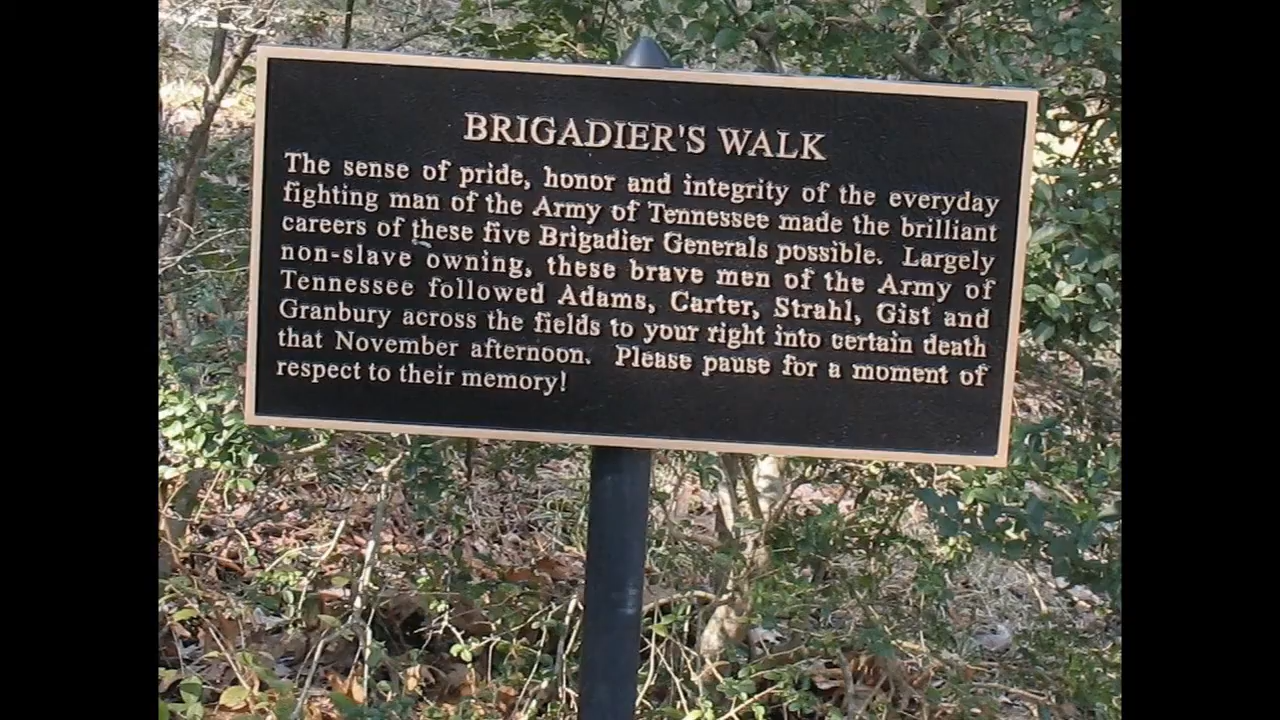 BRIGADIER'S WALK
The sense of pride, honor and integrity of the everyday
fighting man of the Army of Tennessee made the brilliant
careers of these five Brigadier Generals possible. Largely
non-slave owning, these brave men of the Army of
Tennessee followed Adams, Carter, Strahl, Gist and
Granbury across the fields to your right into certain death
that November afternoon. Please pause for a moment of
respect to their memory!